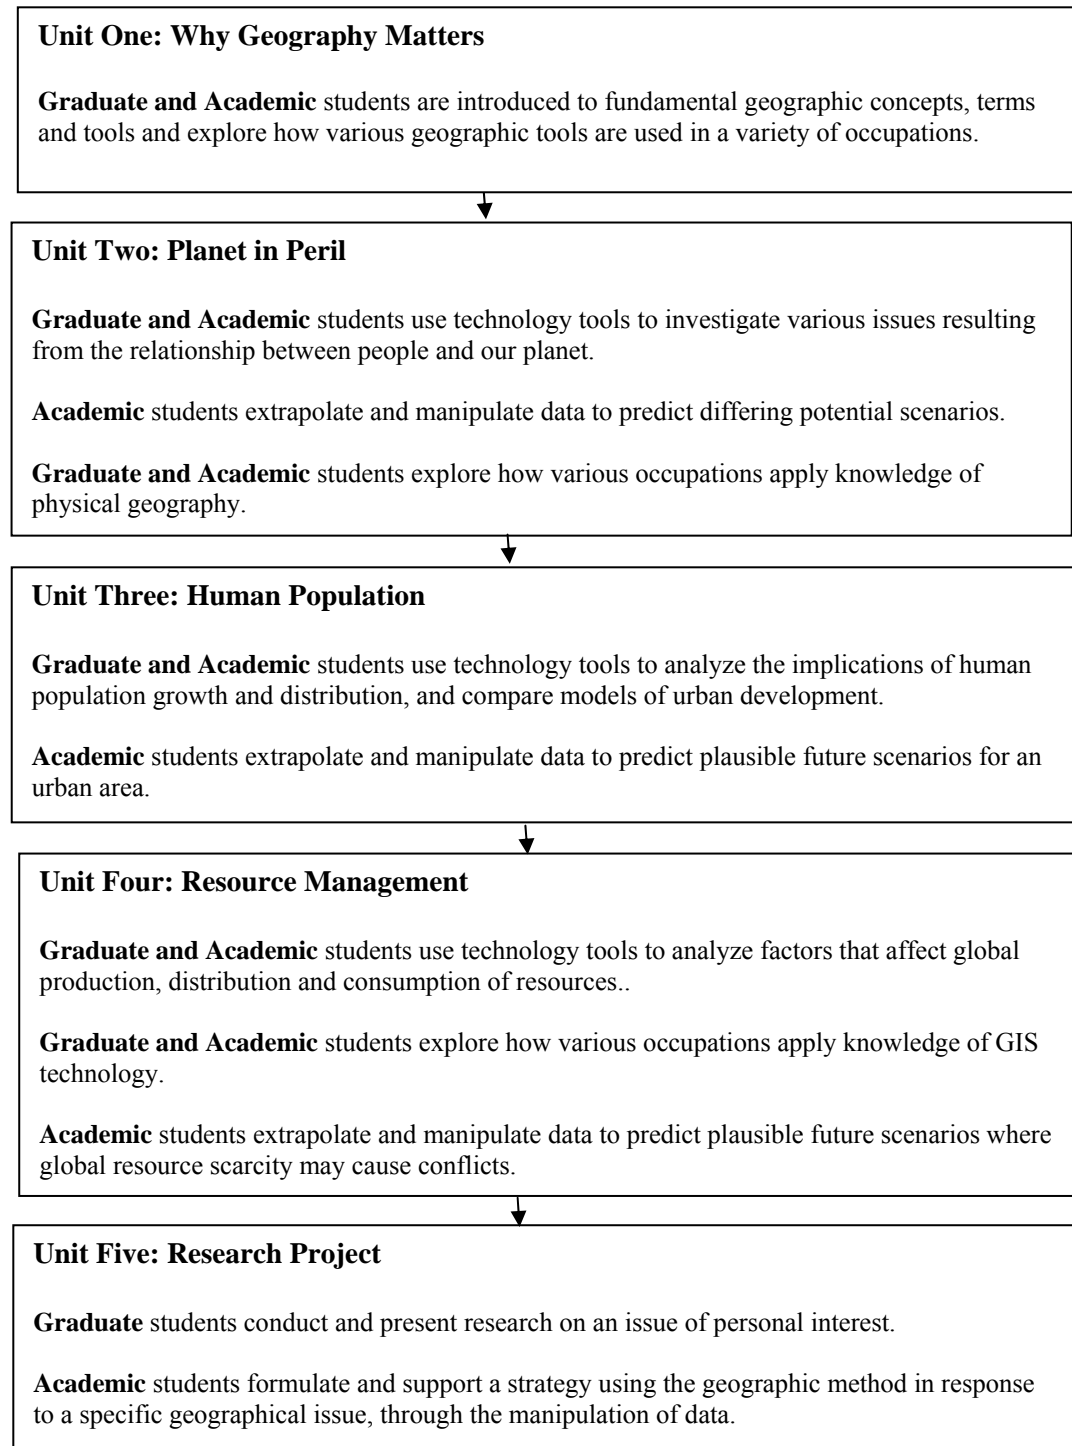 Unit One: Why Geography Matters
Graduate and Academic students are introduced to fundamental geographic concepts, terms
and tools and explore how various geographic tools are used in a variety of occupations.
Unit Two: Planet in Peril
Graduate and Academic students use technology tools to investigate various issues resulting
from the relationship between people and our planet.
Academic students extrapolate and manipulate data to predict differing potential scenarios.
Graduate and Academic students explore how various occupations apply knowledge of
physical geography.
Unit Three: Human Population
Graduate and Academic students use technology tools to analyze the implications of human
population growth and distribution, and compare models of urban development.
Academic students extrapolate and manipulate data to predict plausible future scenarios for an
urban area.
Unit Four: Resource Management
Graduate and Academic students use technology tools to analyze factors that affect global
production, distribution and consumption of resources..
Graduate and Academic students explore how various occupations apply knowledge of GIS
technology.
Academic students extrapolate and manipulate data to predict plausible future scenarios where
global resource scarcity may cause conflicts.
Unit Five: Research Project
Graduate students conduct and present research on an issue of personal interest.
Academic students formulate and support a strategy using the geographic method in response
to a specific geographical issue, through the manipulation of data.